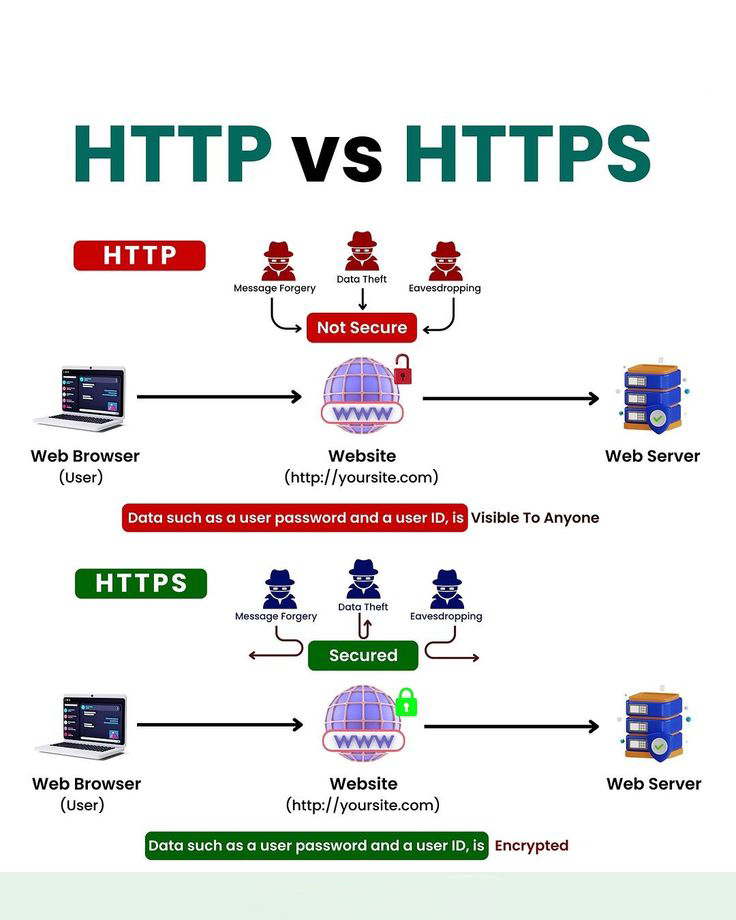 HTTP vs HTTPS
HTTP
Message Forgery
Data Theft
Eavesdropping
Not Secure
WWW
Web Browser
(User)
Website
(http://yoursite.com)
Web Server
Data such as a user password and a user ID, is Visible To Anyone
HTTPS
Message Forgery
Data Theft
Eavesdropping
Secured
WWW
Web Browser
(User)
Website
(http://yoursite.com)
Web Server
Data such as a user password and a user ID, is Encrypted